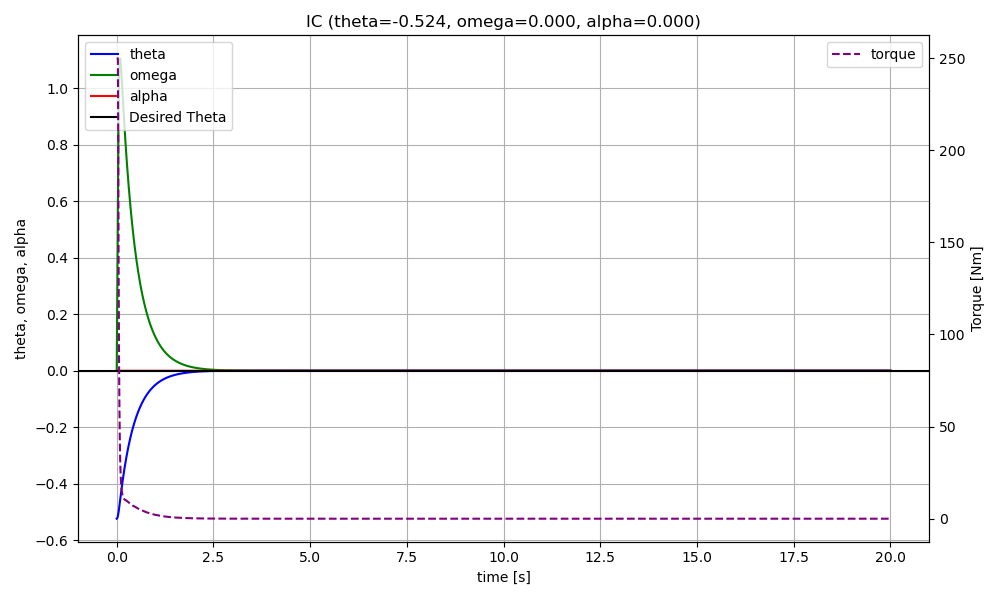 IC (theta=-0.524, omega=0.000, alpha=0.000)
theta
omega
alpha
Desired Theta
torque
1.0
0.8
0.6
0.4
0.2
0.0
−0.2
−0.4
−0.6
theta, omega, alpha
250
200
150
100
50
0
Torque [Nm]
0.0 2.5 5.0 7.5 10.0 12.5 15.0 17.5 20.0
time [s]